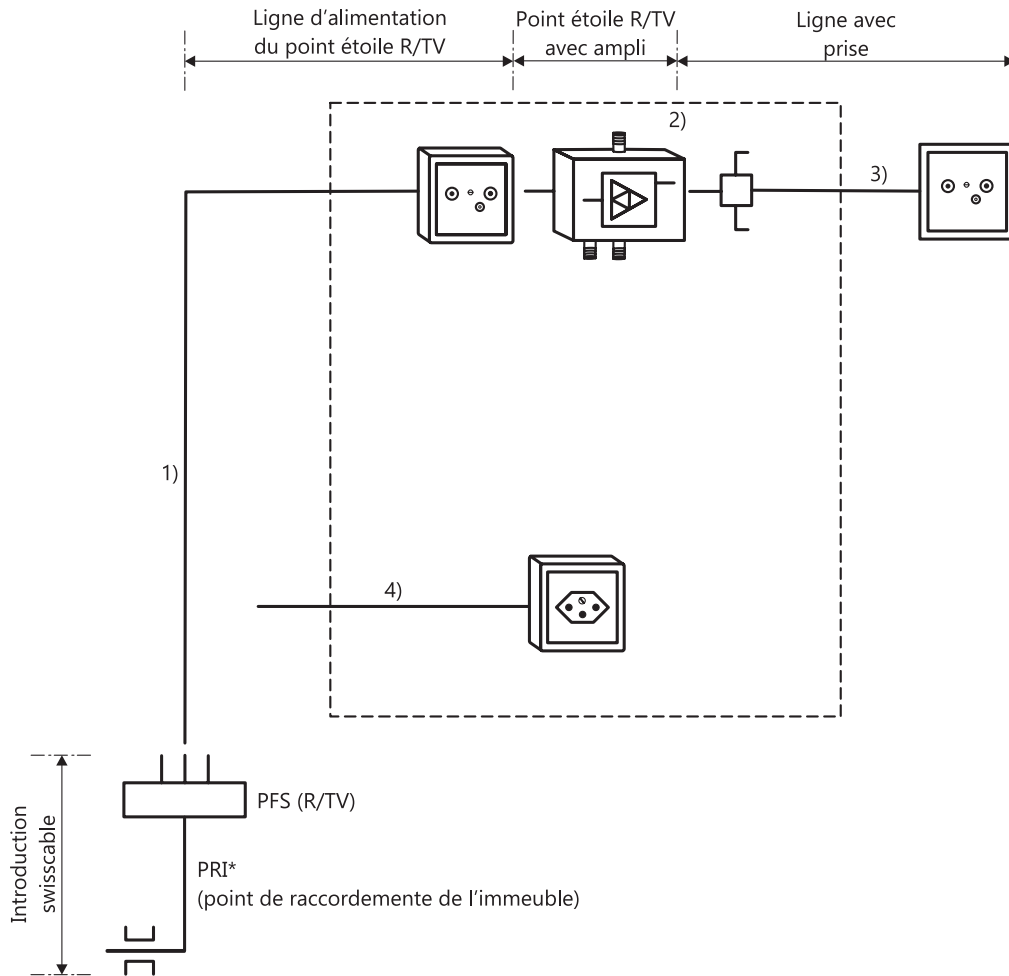 Ligne d'alimentation
du point étoile R/TV
Point étoile R/TV
avec ampli
Ligne avec
prise
2)
3)
1)
4)
PFS (R/TV)
Introduction
swisscable
PRI*
(point de raccordemente de l'immeuble)